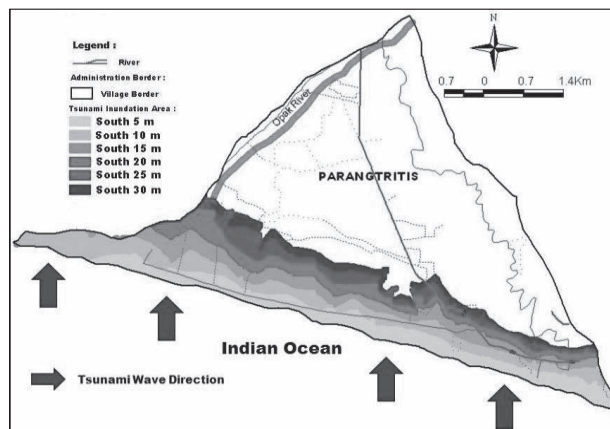 Legend :
River
Administration Border :
Village Border
Tsunami Inundation Area :
South 5 m
South 10 m
South 15 m
South 20 m
South 25 m
South 30 m
N
0.7 0 0.7 1.4Km
Opak River
PARANGTRITIS
Indian Ocean
Tsunami Wave Direction